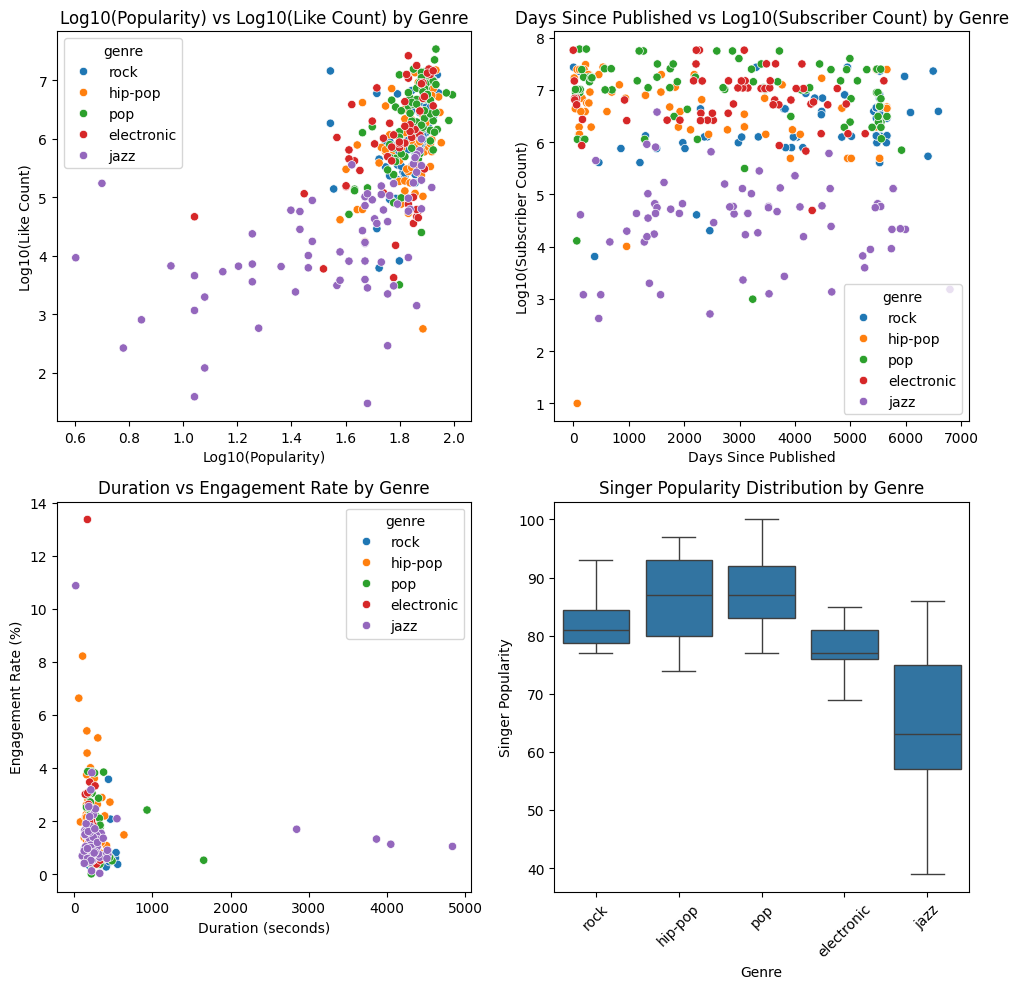 Log10(Popularity) vs Log10(Like Count) by Genre
Log10(Like Count)
7
6
5
4
3
2
genre
rock
hip-pop
pop
electronic
jazz
0.6 0.8 1.0 1.2 1.4 1.6 1.8 2.0
Log10(Popularity)
Days Since Published vs Log10(Subscriber Count) by Genre
Log10(Subscriber Count)
8
7
6
5
4
3
2
1
genre
rock
hip-pop
pop
electronic
jazz
0 1000 2000 3000 4000 5000 6000 7000
Days Since Published
Duration vs Engagement Rate by Genre
Engagement Rate (%)
14
12
10
8
6
4
2
0
genre
rock
hip-pop
pop
electronic
jazz
0 1000 2000 3000 4000 5000
Duration (seconds)
Singer Popularity Distribution by Genre
Singer Popularity
100
90
80
70
60
50
40
rock hip-pop pop electronic jazz
Genre